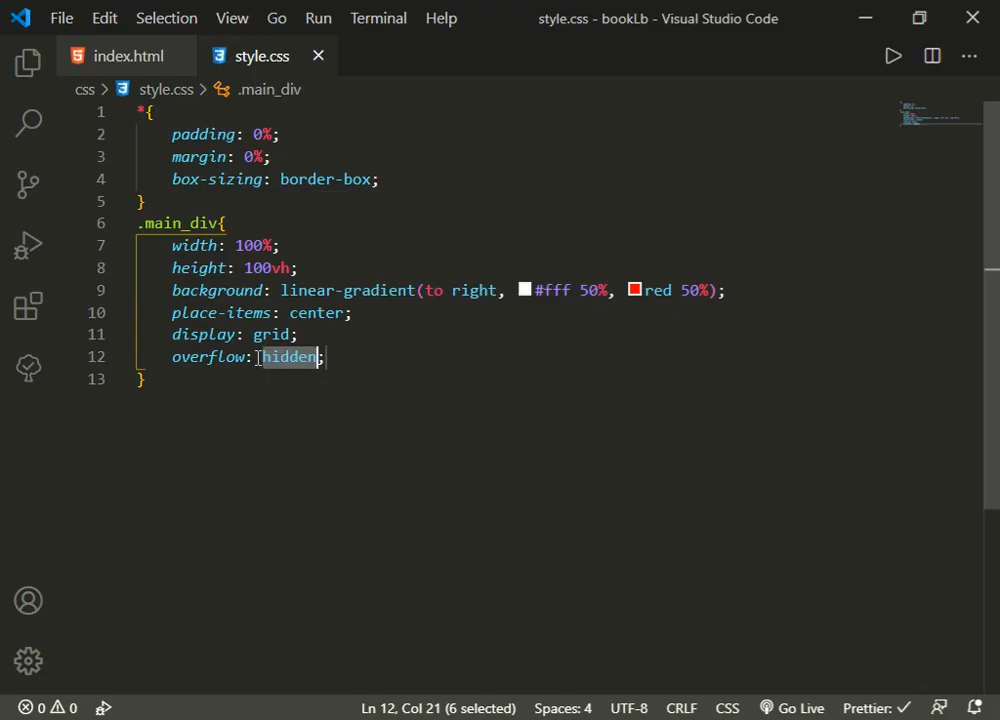 File Edit Selection View Go Run Terminal Help style.css - bookLb - Visual Studio Code
index.html style.css
css > style.css > .main_div
1 *{
2 padding: 0%;
3 margin: 0%;
4 box-sizing: border-box;
5 }
6 .main_div{
7 width: 100%;
8 height: 100vh;
9 background: linear-gradient(to right, #fff 50%, red 50%);
10 place-items: center;
11 display: grid;
12 overflow: hidden;
13 }
0 0 Ln 12, Col 21 (6 selected) Spaces: 4 UTF-8 CRLF CSS Go Live Prettier: ✓